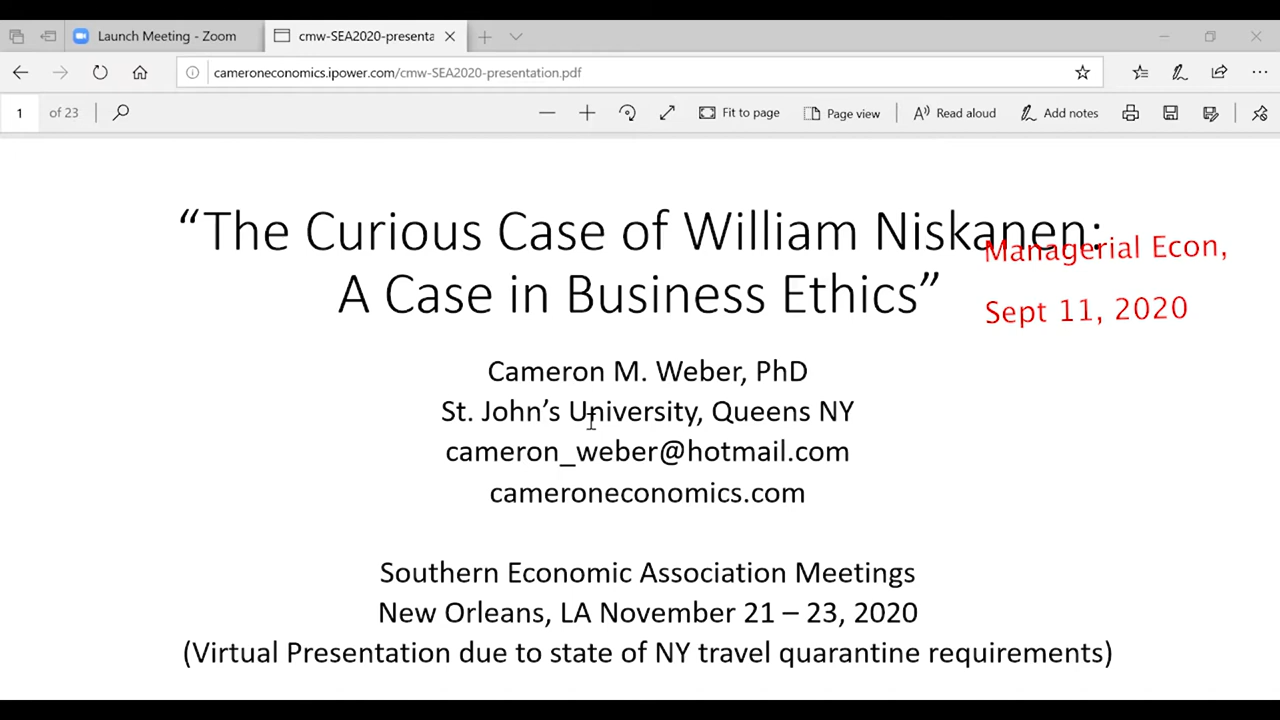 Launch Meeting - Zoom
cmw-SEA2020-presenta
cameroneconomics.ipower.com/cmw-SEA2020-presentation.pdf
1 of 23
Fit to page
Page view
Read aloud
Add notes
“The Curious Case of William Niskanen:
A Case in Business Ethics”
Managerial Econ,
Sept 11, 2020
Cameron M. Weber, PhD
St. John’s University, Queens NY
cameron_weber@hotmail.com
cameroneconomics.com
Southern Economic Association Meetings
New Orleans, LA November 21 – 23, 2020
(Virtual Presentation due to state of NY travel quarantine requirements)